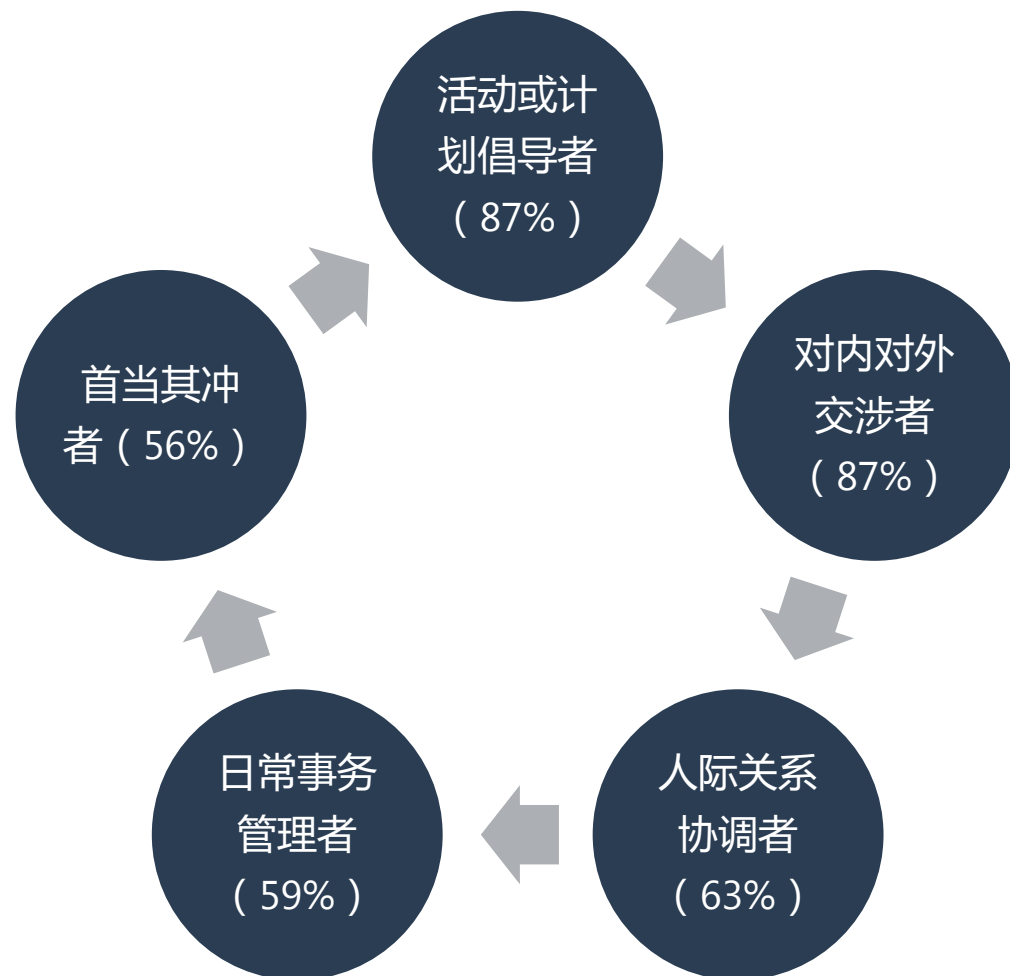 活动或计
划倡导者
（87%）
对内对外
交涉者
（87%）
人际关系
协调者
（63%）
日常事务
管理者
（59%）
首当其冲
者（56%）